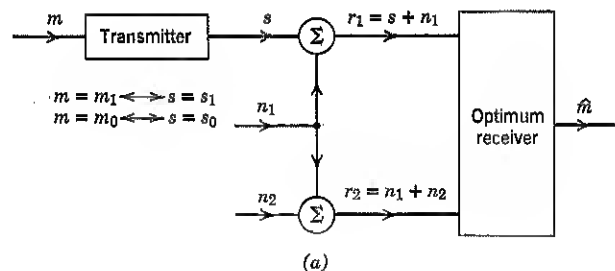 m
Transmitter
s
Σ
r₁ = s + n₁
m = m₁ ⟷ s = s₁
m = m₀ ⟷ s = s₀
n₁
Optimum
receiver
m̂
n₂
Σ
r₂ = n₁ + n₂
(a)